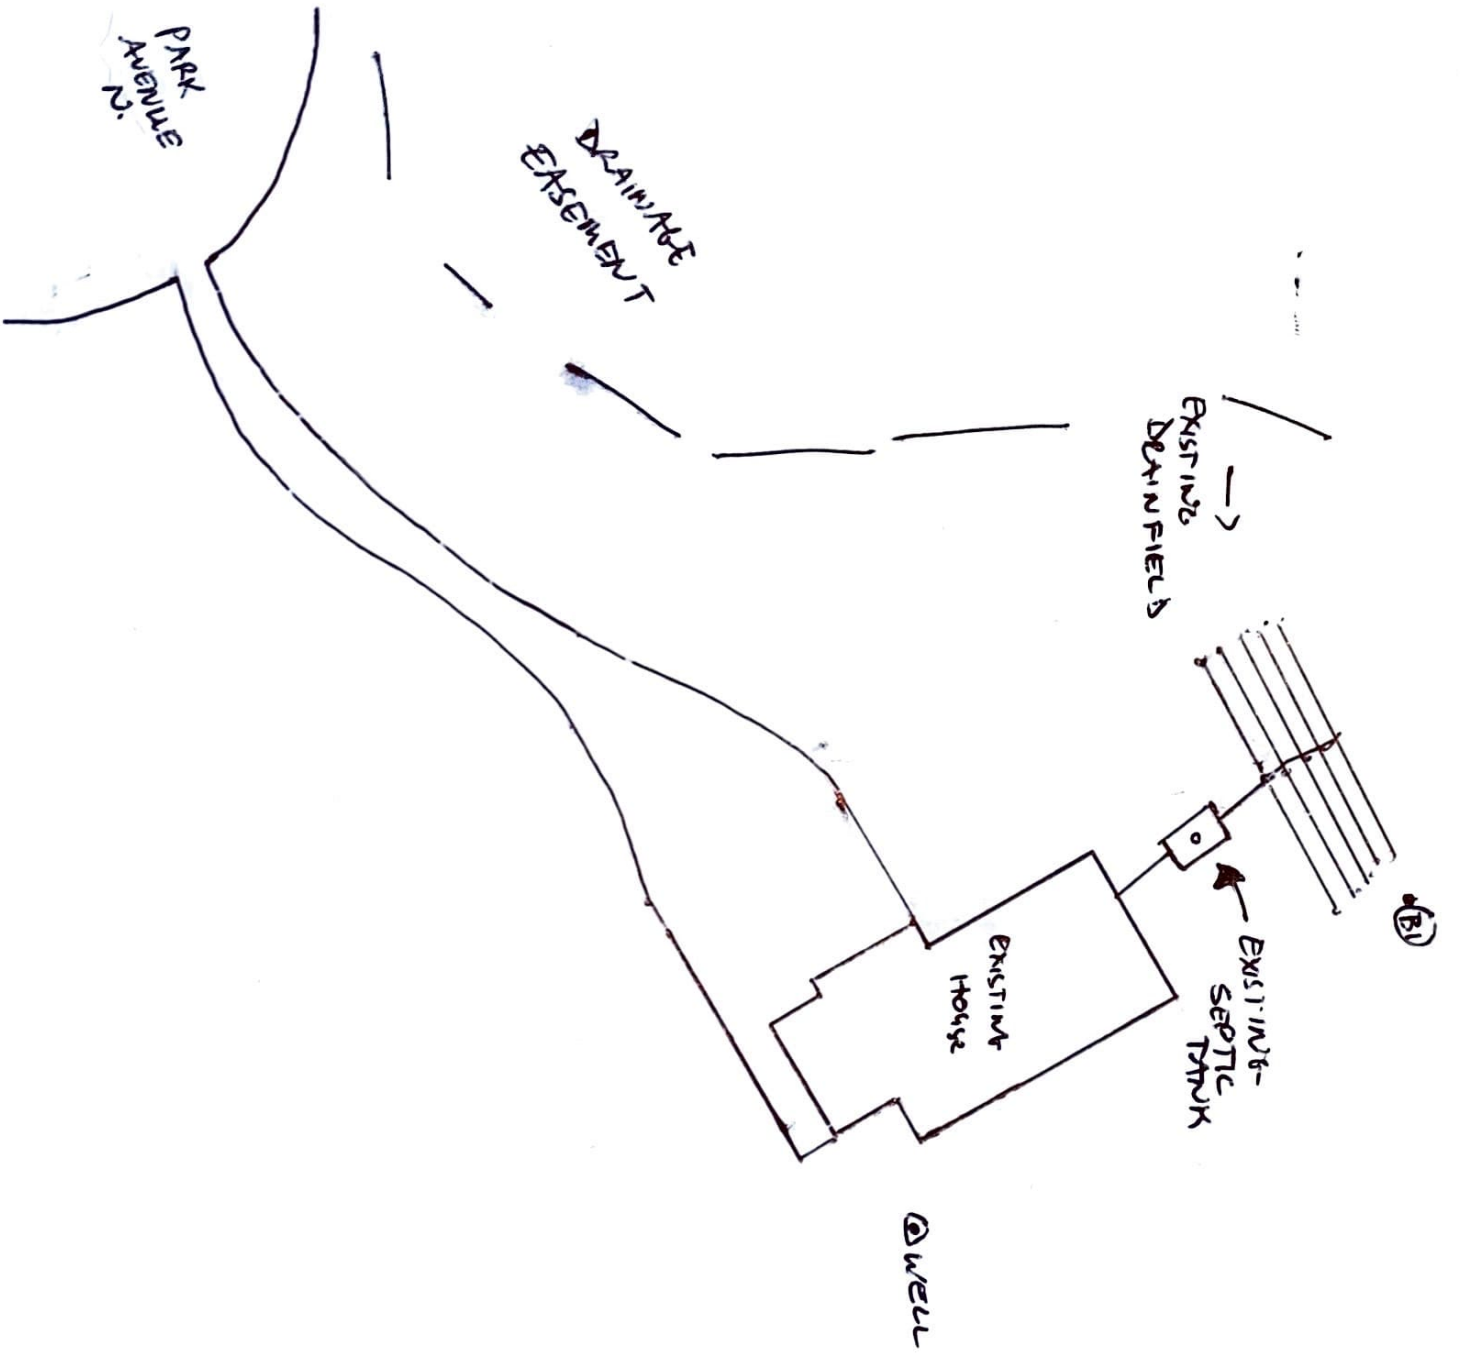 PARK
AVENUE
N.
DRAINAGE
EASEMENT
EXISTING
DRAINFIELD
B1
EXISTING
SEPTIC
TANK
EXISTING
HOUSE
WELL